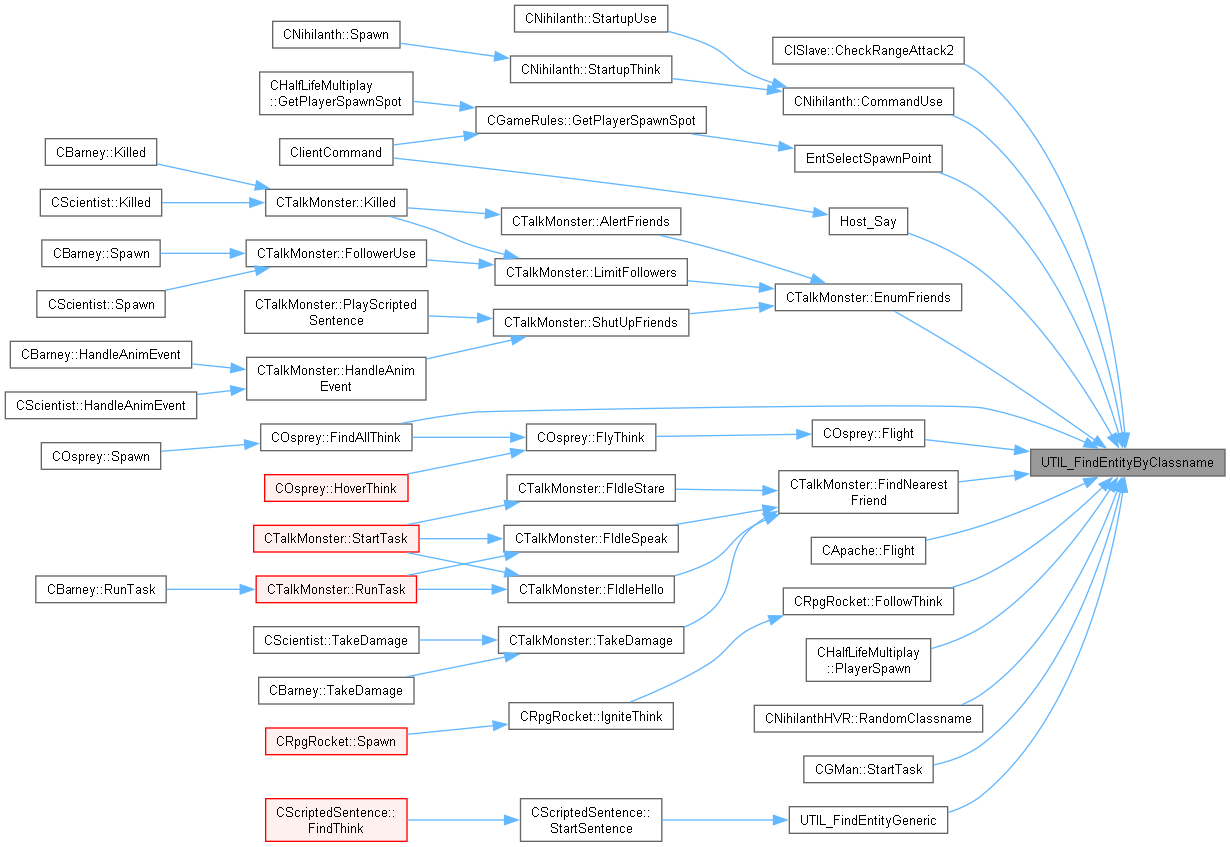 CNihilanth::StartupUse
CNihilanth::Spawn
CISlave::CheckRangeAttack2
CNihilanth::StartupThink
CHalfLifeMultiplay
::GetPlayerSpawnSpot
CNihilanth::CommandUse
CGameRules::GetPlayerSpawnSpot
CBarney::Killed
ClientCommand
EntSelectSpawnPoint
CScientist::Killed
CTalkMonster::Killed
CTalkMonster::AlertFriends
Host_Say
CBarney::Spawn
CTalkMonster::FollowerUse
CTalkMonster::LimitFollowers
CScientist::Spawn
CTalkMonster::PlayScripted
Sentence
CTalkMonster::EnumFriends
CTalkMonster::ShutUpFriends
CBarney::HandleAnimEvent
CTalkMonster::HandleAnim
Event
CScientist::HandleAnimEvent
COsprey::FindAllThink
COsprey::FlyThink
COsprey::Flight
COsprey::Spawn
UTIL_FindEntityByClassname
COsprey::HoverThink
CTalkMonster::FIdleStare
CTalkMonster::FindNearest
Friend
CTalkMonster::StartTask
CTalkMonster::FIdleSpeak
CApache::Flight
CBarney::RunTask
CTalkMonster::RunTask
CTalkMonster::FIdleHello
CRpgRocket::FollowThink
CScientist::TakeDamage
CTalkMonster::TakeDamage
CHalfLifeMultiplay
::PlayerSpawn
CBarney::TakeDamage
CRpgRocket::IgniteThink
CNihilanthHVR::RandomClassname
CRpgRocket::Spawn
CGMan::StartTask
CScriptedSentence::
FindThink
CScriptedSentence::
StartSentence
UTIL_FindEntityGeneric